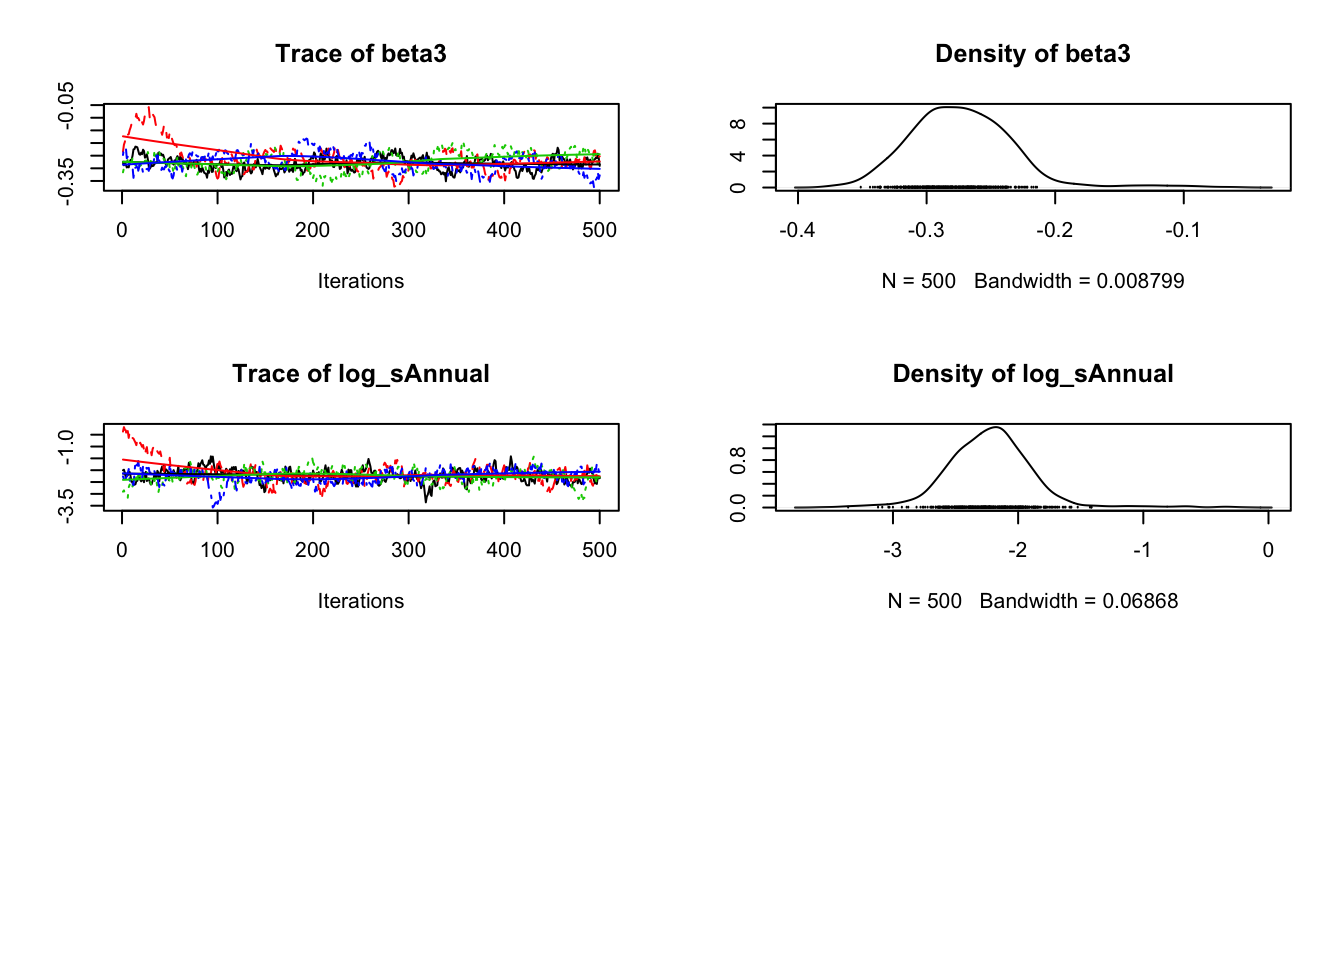 Trace of beta3
-0.05
-0.35
0 100 200 300 400 500
Iterations
Density of beta3
8
4
0
-0.4 -0.3 -0.2 -0.1
N = 500 Bandwidth = 0.008799
Trace of log_sAnnual
-1.0
-3.5
0 100 200 300 400 500
Iterations
Density of log_sAnnual
0.8
0.0
-3 -2 -1 0
N = 500 Bandwidth = 0.06868